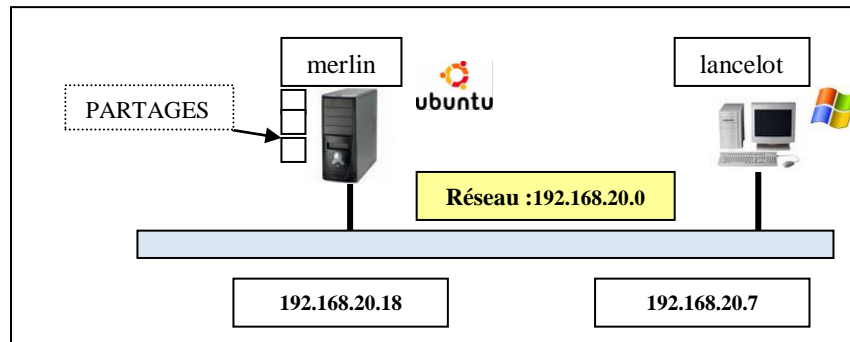 merlin
lancelot
ubuntu
PARTAGES
Réseau :192.168.20.0
192.168.20.18
192.168.20.7